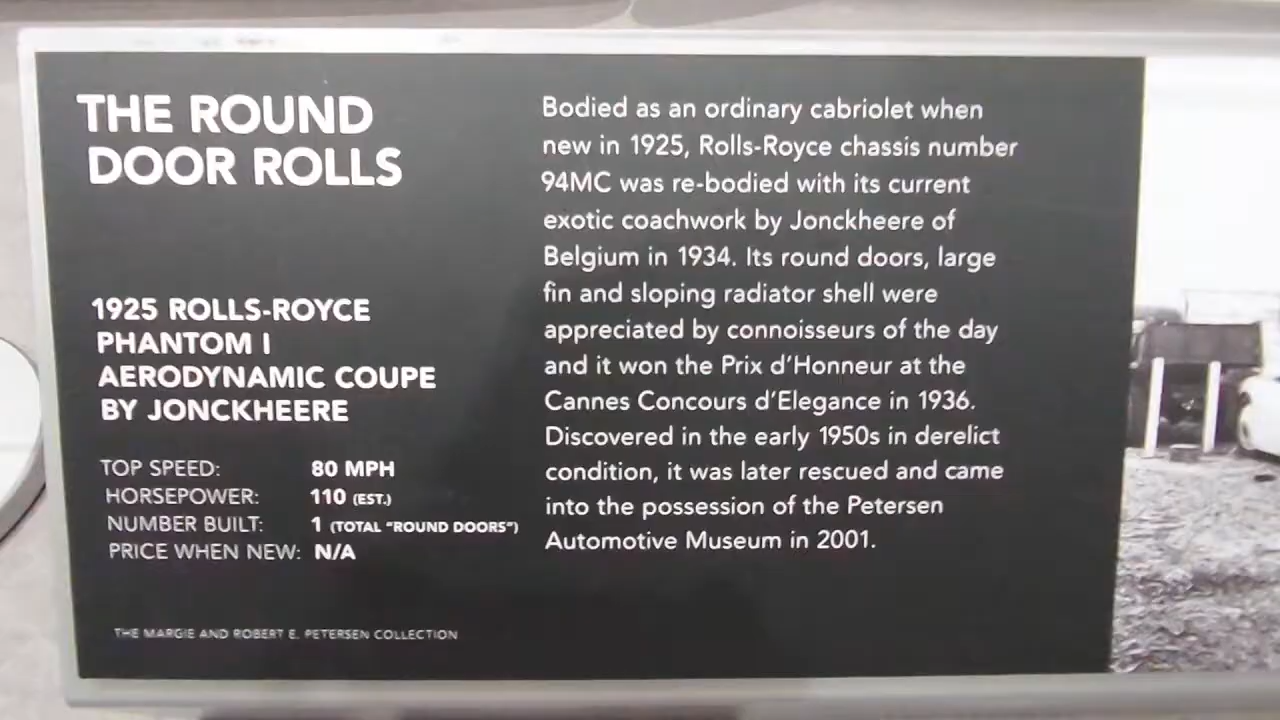 THE ROUND
DOOR ROLLS
1925 ROLLS-ROYCE
PHANTOM I
AERODYNAMIC COUPE
BY JONCKHEERE
TOP SPEED: 80 MPH
HORSEPOWER: 110 (EST.)
NUMBER BUILT: 1 (TOTAL "ROUND DOORS")
PRICE WHEN NEW: N/A
THE MARGIE AND ROBERT E. PETERSEN COLLECTION
Bodied as an ordinary cabriolet when
new in 1925, Rolls-Royce chassis number
94MC was re-bodied with its current
exotic coachwork by Jonckheere of
Belgium in 1934. Its round doors, large
fin and sloping radiator shell were
appreciated by connoisseurs of the day
and it won the Prix d'Honneur at the
Cannes Concours d'Elegance in 1936.
Discovered in the early 1950s in derelict
condition, it was later rescued and came
into the possession of the Petersen
Automotive Museum in 2001.